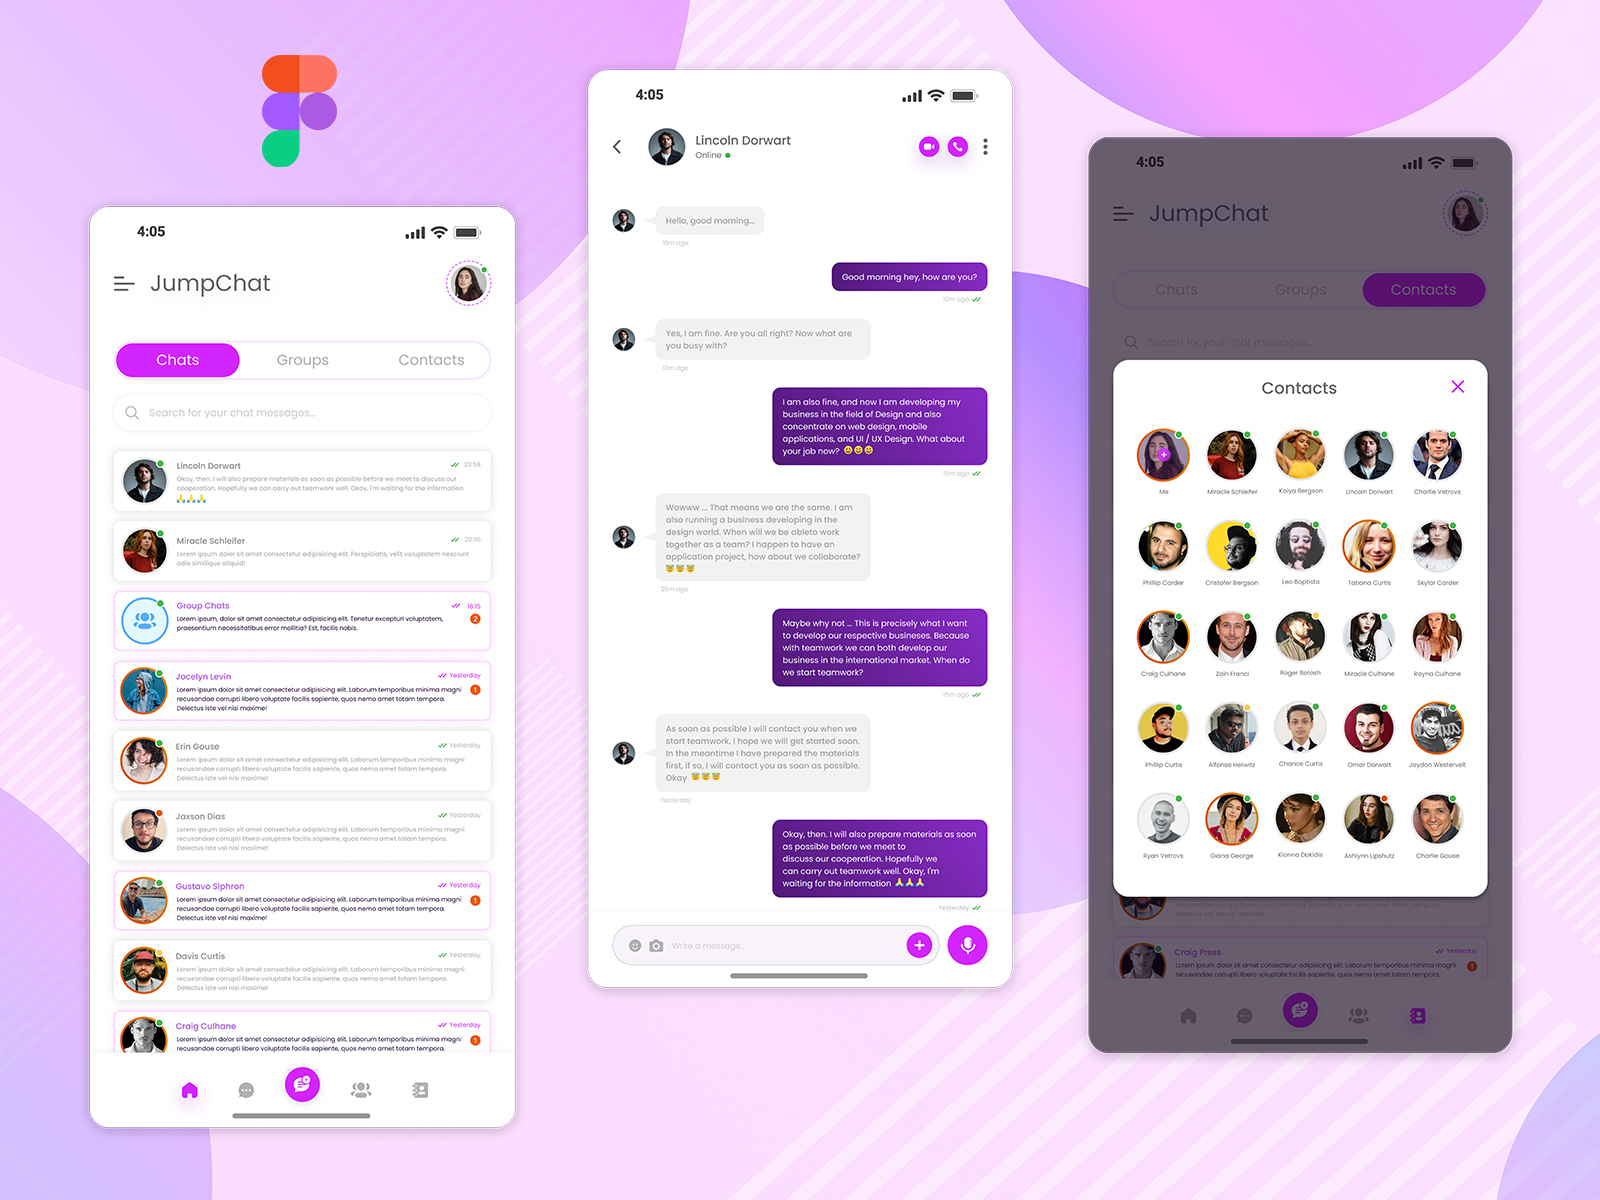 4:05
JumpChat
Chats
Groups
Contacts
Search for your chat messages...
Lincoln Dorwart
23:58
Okay, then. I will also prepare materials as soon as possible before we meet to discuss our
cooperation. Hopefully we can carry out teamwork well. Okay, I'm waiting for the information
🙏🙏🙏
Miracle Schleifer
22:35
Lorem ipsum dolor sit amet consectetur adipisicing elit. Perspiciatis, velit voluptatem nesciunt
odio similique aliquid!
Group Chats
16:15
Lorem ipsum dolor sit amet consectetur adipisicing elit. Tenetur excepturi voluptatem,
praesentium necessitatibus error mollitia? Est, facilis nobis.
2
Jocelyn Levin
Yesterday
Lorem ipsum dolor sit amet consectetur adipisicing elit. Laborum temporibus minima magni
recusandae corrupti libero voluptate facilis sapiente, quos nemo amet totam tempora.
Delectus iste vel nisi maxime!
1
Erin Gouse
Yesterday
Lorem ipsum dolor sit amet consectetur adipisicing elit. Laborum temporibus minima magni
recusandae corrupti libero voluptate facilis sapiente, quos nemo amet totam tempora.
Delectus iste vel nisi maxime!
Jaxson Dias
Yesterday
Lorem ipsum dolor sit amet consectetur adipisicing elit. Laborum temporibus minima magni
recusandae corrupti libero voluptate facilis sapiente, quos nemo amet totam tempora.
Delectus iste vel nisi maxime!
Gustavo Siphron
Yesterday
Lorem ipsum dolor sit amet consectetur adipisicing elit. Laborum temporibus minima magni
recusandae corrupti libero voluptate facilis sapiente, quos nemo amet totam tempora.
Delectus iste vel nisi maxime!
1
Davis Curtis
Yesterday
Lorem ipsum dolor sit amet consectetur adipisicing elit. Laborum temporibus minima magni
recusandae corrupti libero voluptate facilis sapiente, quos nemo amet totam tempora.
Delectus iste vel nisi maxime!
Craig Culhane
Yesterday
Lorem ipsum dolor sit amet consectetur adipisicing elit. Laborum temporibus minima magni
recusandae corrupti libero voluptate facilis sapiente, quos nemo amet totam tempora.
1
4:05
Lincoln Dorwart
Online
Hello, good morning...
10m ago
Good morning hey, how are you?
10m ago
Yes, I am fine. Are you all right? Now what are
you busy with?
13m ago
I am also fine, and now I am developing my
business in the field of Design and also
concentrate on web design, mobile
applications, and UI / UX Design. What about
your job now? 😀😀😀
15m ago
Wowww ... That means we are the same. I am
also running a business developing in the
design world. When will we be ableto work
together as a team? I happen to have an
application project, how about we collaborate?
😇😇😇
25m ago
Maybe why not ... This is precisely what I want
to develop our respective busineses. Because
with teamwork we can both develop our
business in the international market. When do
we start teamwork?
15m ago
As soon as possible I will contact you when we
start teamwork. I hope we will get started soon.
In the meantime I have prepared the materials
first, if so, I will contact you as soon as possible.
Okay 😇😇😇
Yesterday
Okay, then. I will also prepare materials as soon
as possible before we meet to
discuss our cooperation. Hopefully we
can carry out teamwork well. Okay, I'm
waiting for the information 🙏🙏🙏
Yesterday
Write a message...
4:05
JumpChat
Chats
Groups
Contacts
Search for your chat messages...
Contacts
Me
Miracle Schleifer
Kaiya Bergson
Lincoln Dorwart
Charlie Vetrovs
Phillip Carder
Cristofer Bergson
Leo Baptista
Tatiana Curtis
Skylar Carder
Craig Culhane
Zain Franci
Roger Botosh
Miracle Culhane
Rayna Culhane
Phillip Curtis
Alfonso Herwitz
Chance Curtis
Omar Dorwart
Jaydon Westervelt
Ryan Vetrovs
Giana George
Kianna Dokidis
Ashlynn Lipshutz
Charlie Gouse
recusandae corrupti libero voluptate facilis sapiente, quos nemo amet totam tempora.
Delectus iste vel nisi maxime!
Craig Press
Yesterday
Lorem ipsum dolor sit amet consectetur adipisicing elit. Laborum temporibus minima magni
recusandae corrupti libero voluptate facilis sapiente, quos nemo amet totam tempora.
1